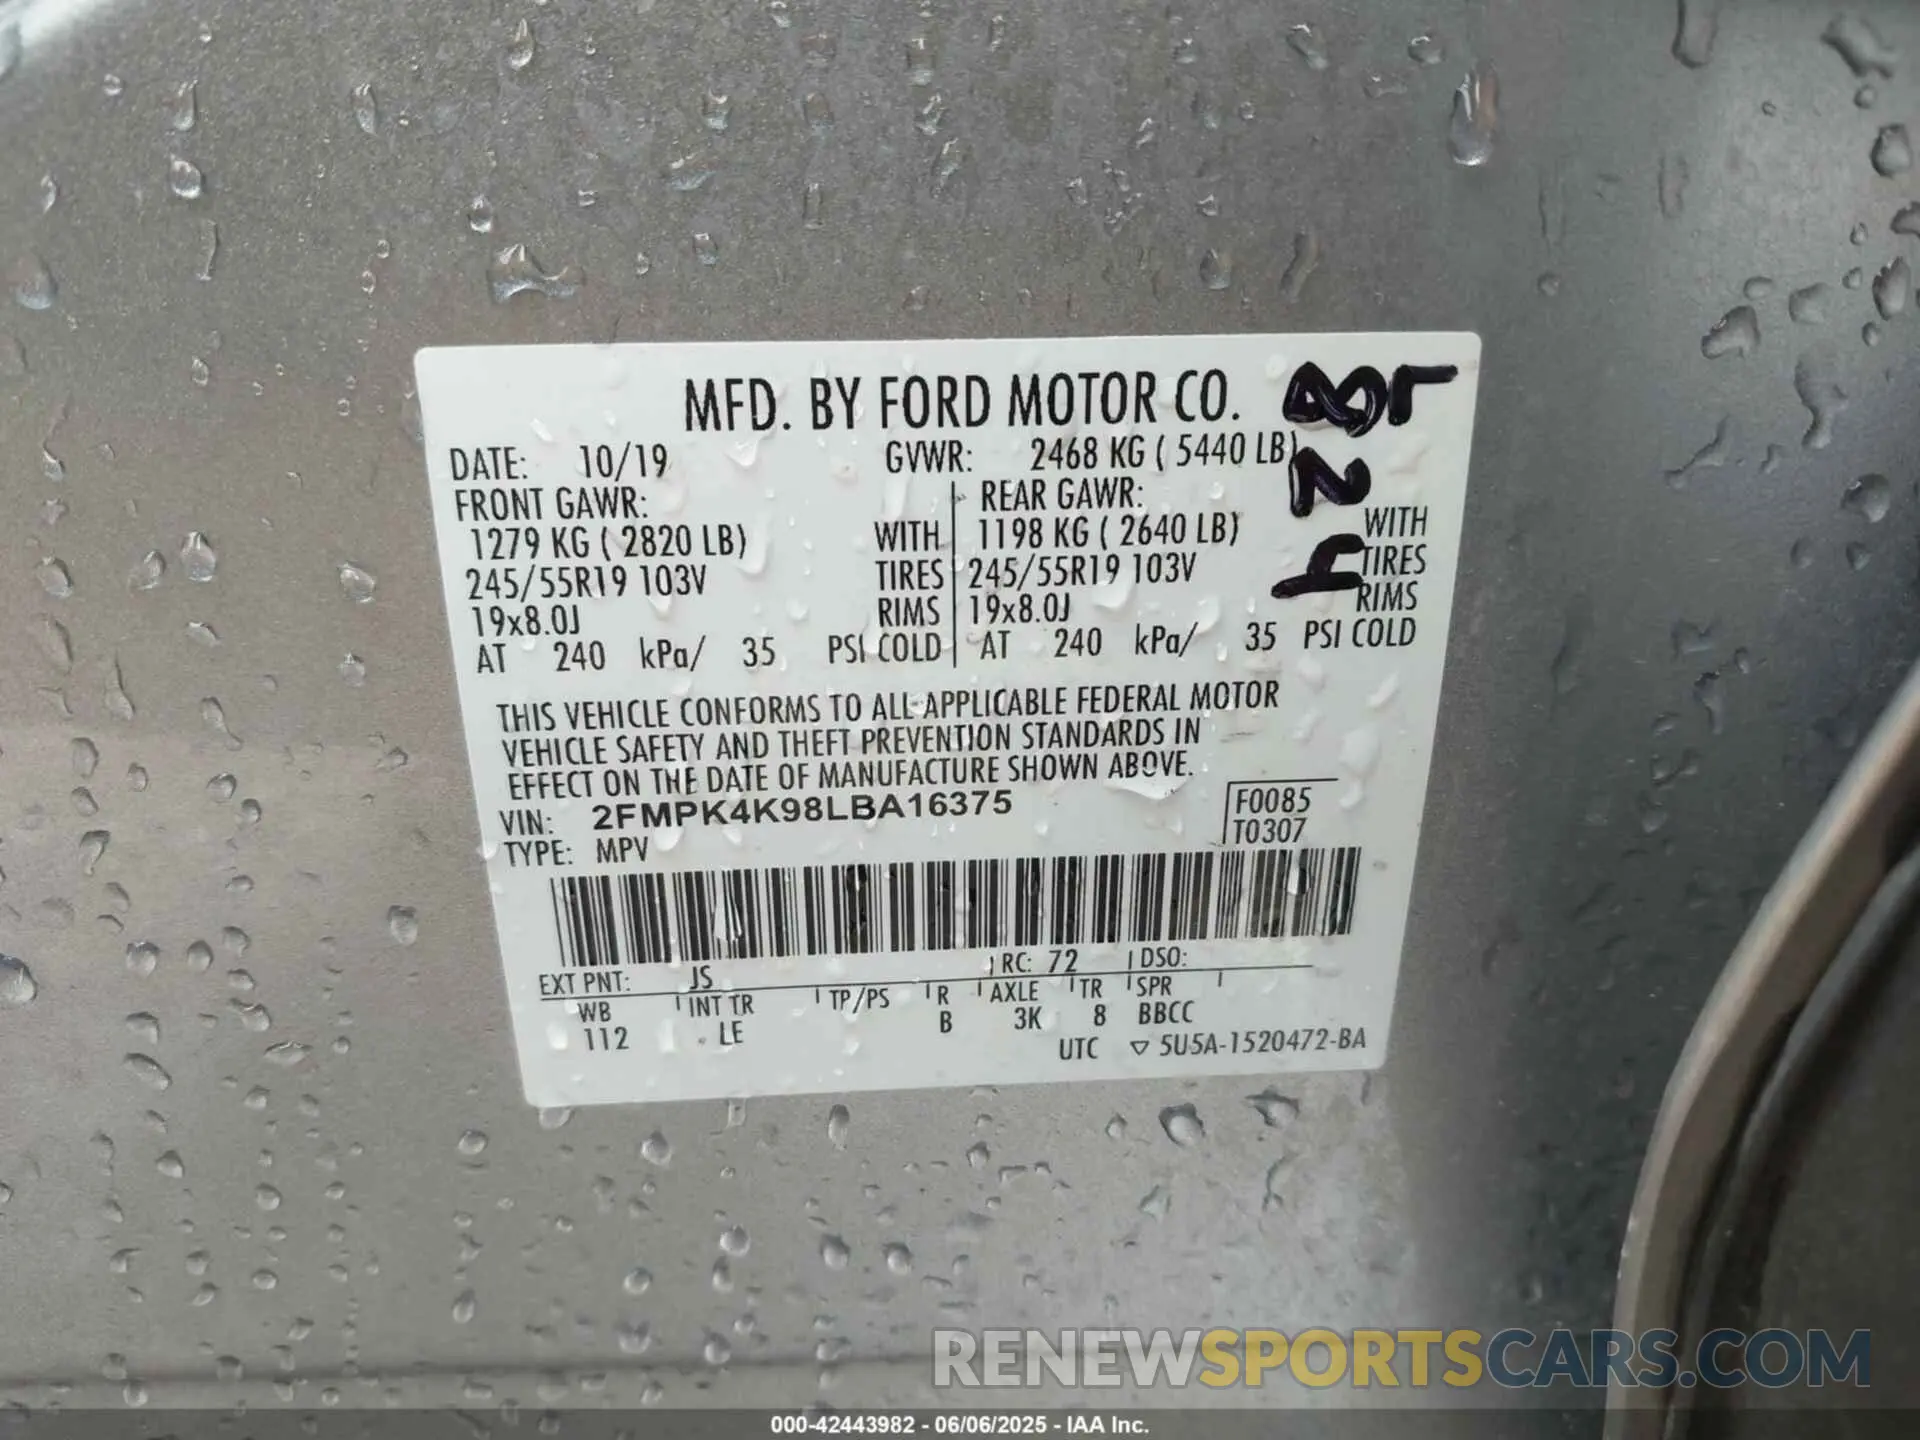 MFD. BY FORD MOTOR CO.
DATE: 10/19 GVWR: 2468 KG ( 5440 LB)
FRONT GAWR: REAR GAWR:
1279 KG ( 2820 LB) WITH 1198 KG ( 2640 LB) WITH
245/55R19 103V TIRES 245/55R19 103V TIRES
19x8.0J RIMS 19x8.0J RIMS
AT 240 kPa/ 35 PSI COLD AT 240 kPa/ 35 PSI COLD
THIS VEHICLE CONFORMS TO ALL APPLICABLE FEDERAL MOTOR
VEHICLE SAFETY AND THEFT PREVENTION STANDARDS IN
EFFECT ON THE DATE OF MANUFACTURE SHOWN ABOVE.
VIN: 2FMPK4K98LBA16375
TYPE: MPV
F0085
T0307
EXT PNT: JS RC: 72 DSO:
WB INT TR TP/PS R AXLE TR SPR
112 LE B 3K 8 BBCC
UTC ▽ 5U5A-1520472-BA
824
RENEWSPORTSCARS.COM
000-42443982 - 06/06/2025 - IAA Inc.